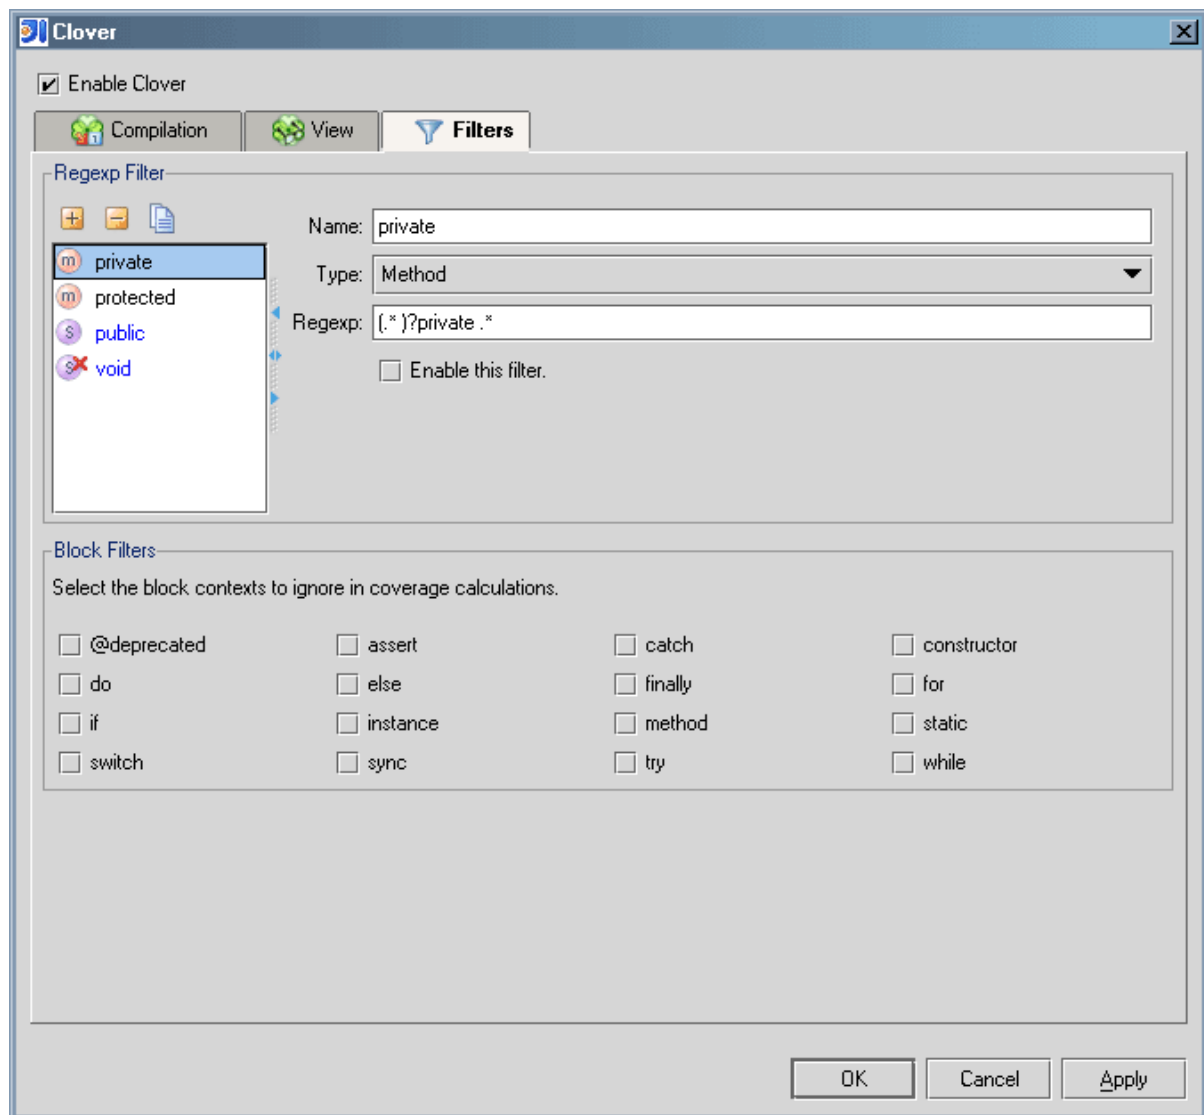 Clover
Enable Clover
Compilation View Filters
Regexp Filter
Name: private
Type: Method
Regexp: (.* )?private .*
Enable this filter.
m private
m protected
s public
s void
Block Filters
Select the block contexts to ignore in coverage calculations.
@deprecated assert catch constructor
do else finally for
if instance method static
switch sync try while
OK Cancel Apply